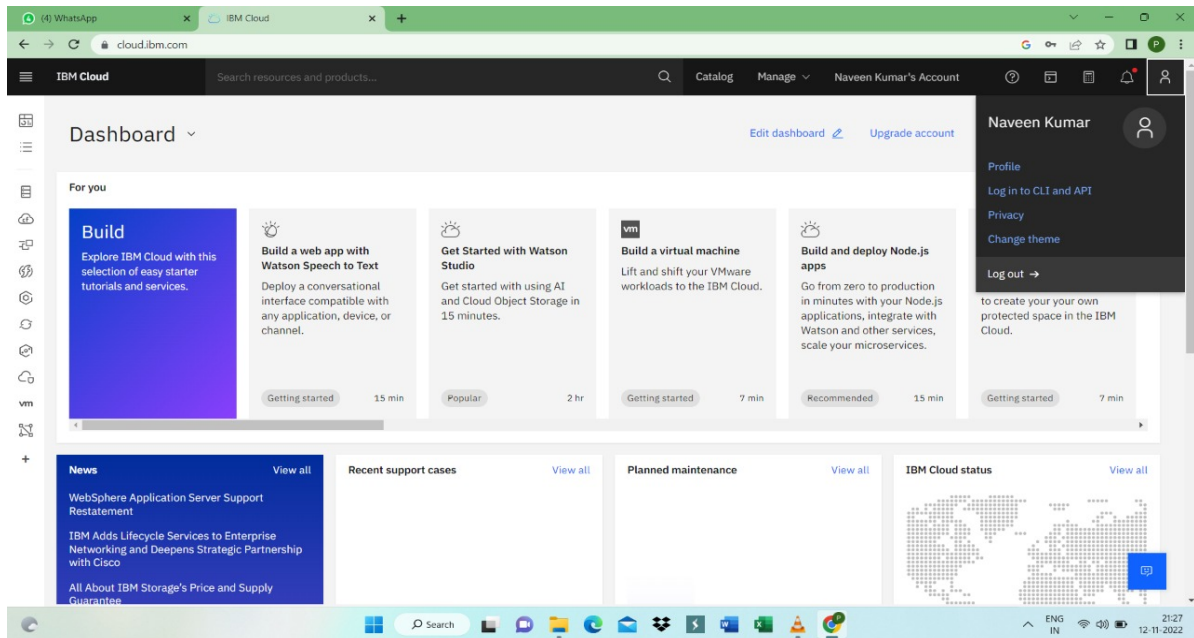 (4) WhatsApp
IBM Cloud
cloud.ibm.com
P
IBM Cloud
Search resources and products...
Catalog
Manage
Naveen Kumar's Account
Naveen Kumar
Profile
Log in to CLI and API
Privacy
Change theme
Log out →
Dashboard
Edit dashboard
Upgrade account
For you
Build
Explore IBM Cloud with this
selection of easy starter
tutorials and services.
Build a web app with
Watson Speech to Text
Deploy a conversational
interface compatible with
any application, device, or
channel.
Getting started 15 min
Get Started with Watson
Studio
Get started with using AI
and Cloud Object Storage in
15 minutes.
Popular 2 hr
vm
Build a virtual machine
Lift and shift your VMware
workloads to the IBM Cloud.
Getting started 7 min
Build and deploy Node.js
apps
Go from zero to production
in minutes with your Node.js
applications, integrate with
Watson and other services,
scale your microservices.
Recommended 15 min
to create your your own
protected space in the IBM
Cloud.
Getting started 7 min
vm
News View all
WebSphere Application Server Support
Restatement
IBM Adds Lifecycle Services to Enterprise
Networking and Deepens Strategic Partnership
with Cisco
All About IBM Storage's Price and Supply
Guarantee
Recent support cases View all
Planned maintenance View all
IBM Cloud status View all
Search
ENG
IN
21:27
12-11-2022